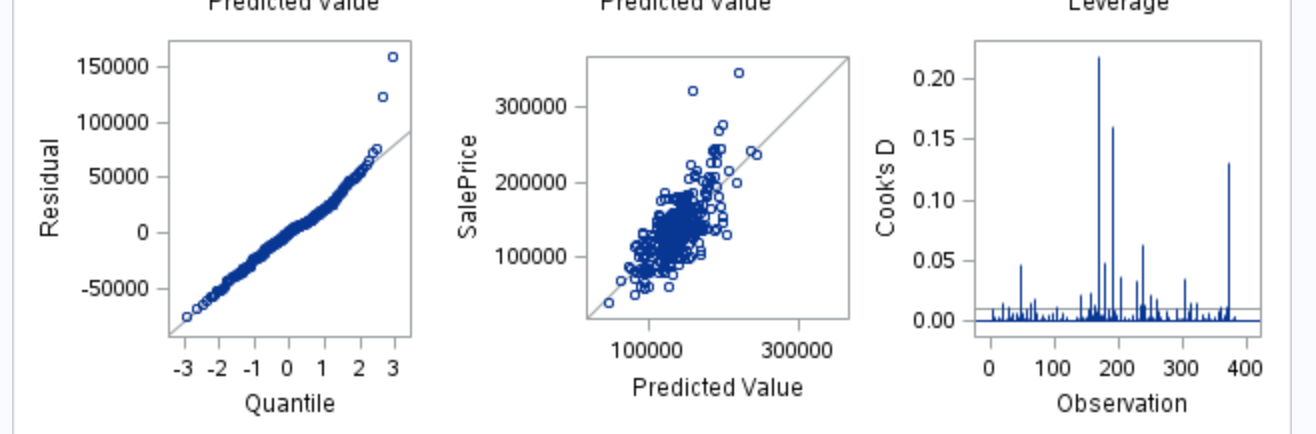 Predicted Value
Predicted Value
Leverage
150000
100000
50000
0
-50000
Residual
-3 -2 -1 0 1 2 3
Quantile
300000
200000
100000
SalePrice
100000 300000
Predicted Value
0.20
0.15
0.10
0.05
0.00
Cook's D
0 100 200 300 400
Observation